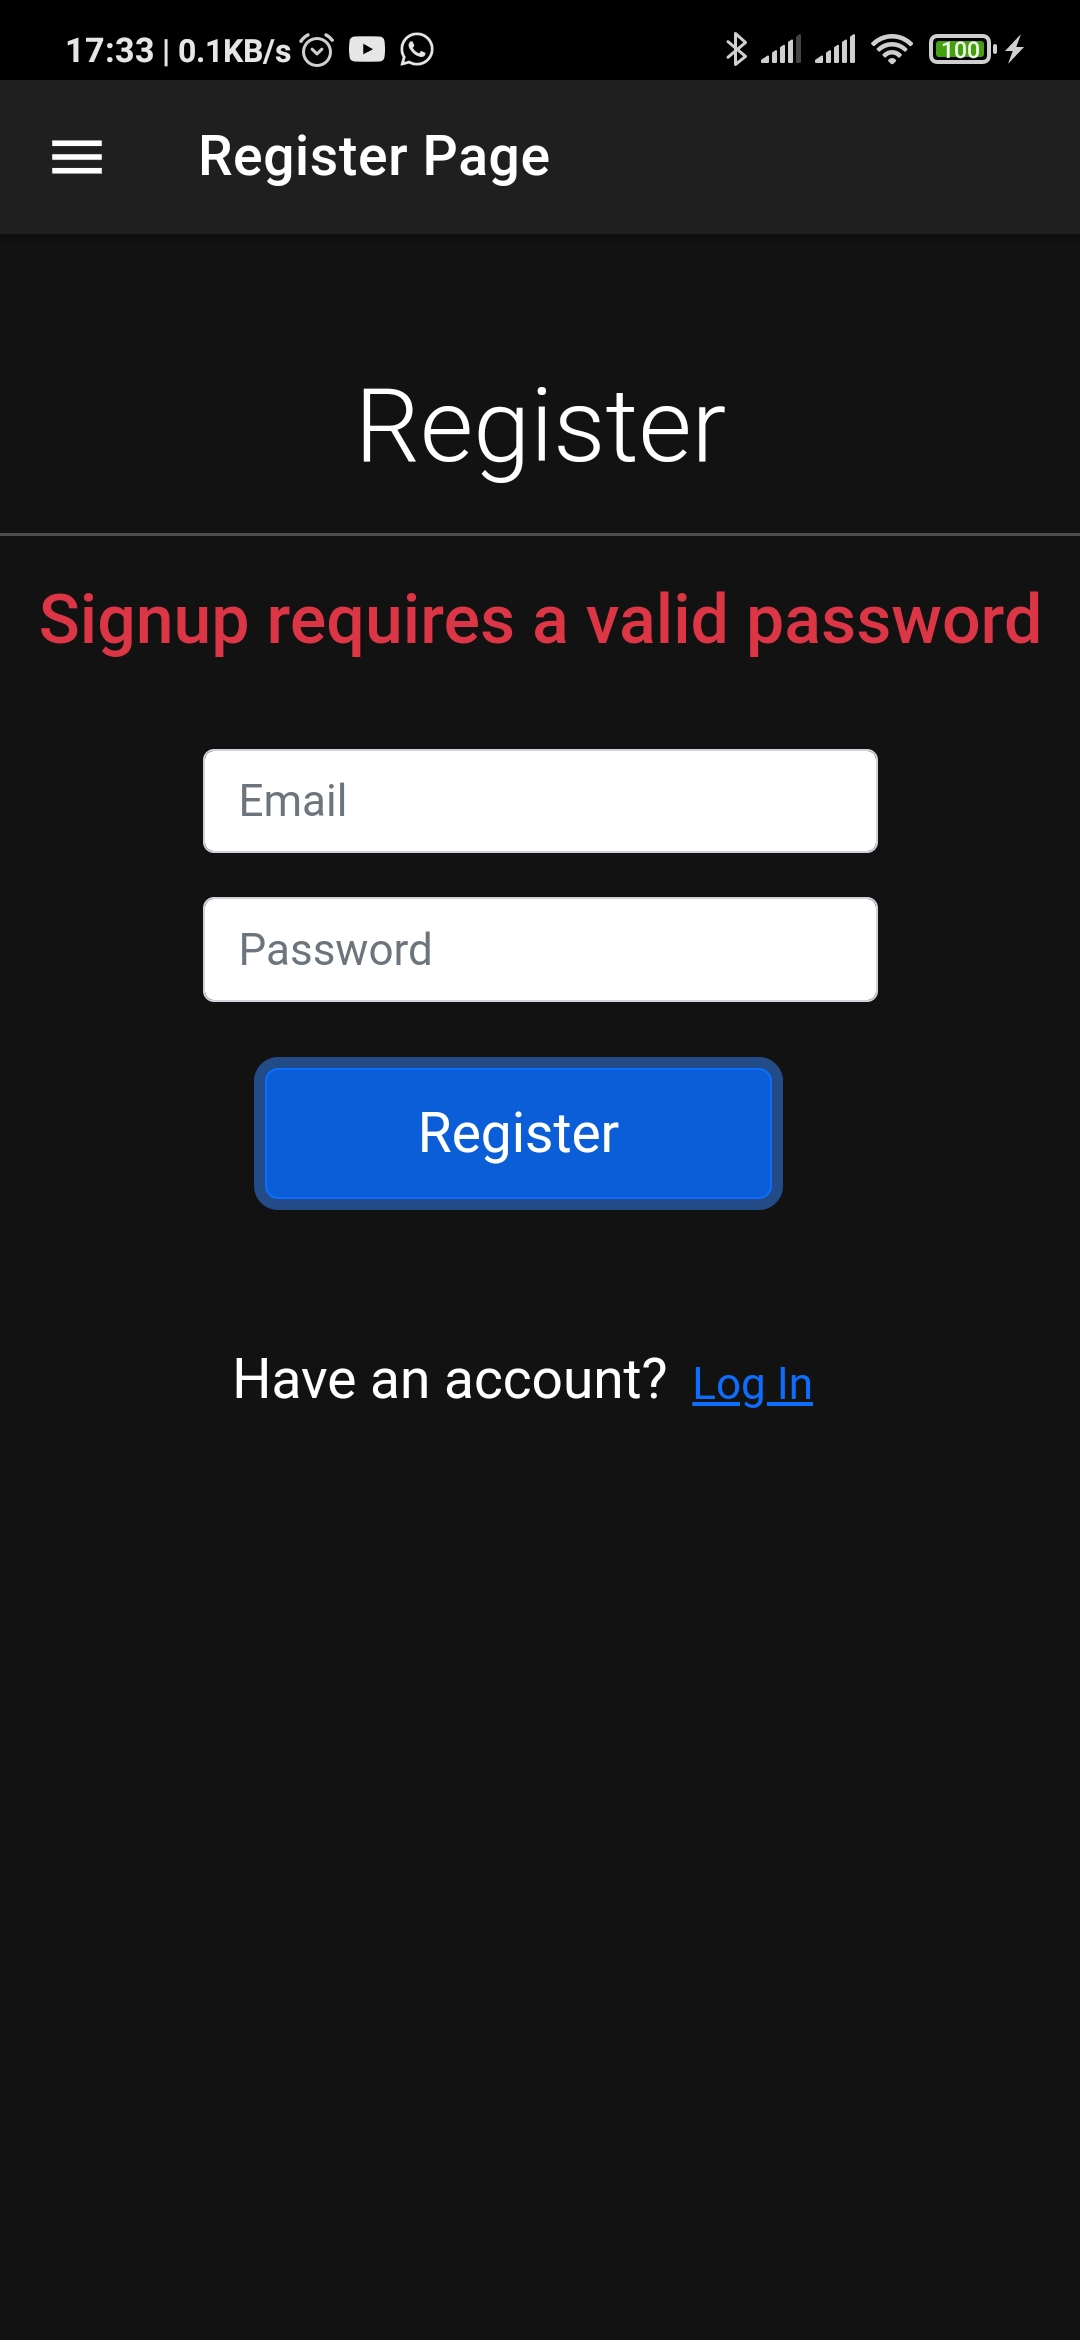 17:33 | 0.1KB/s 100
Register Page
Register
Signup requires a valid password
Email
Password
Register
Have an account? Log In